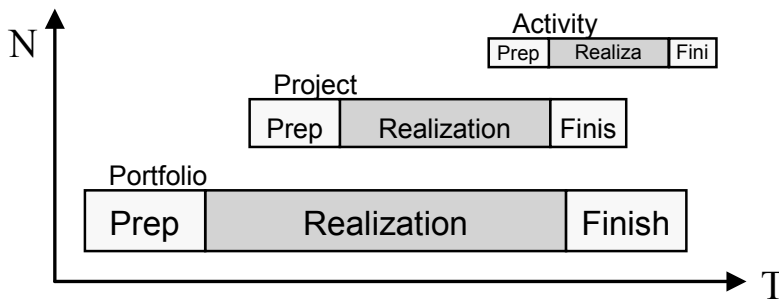 N
Activity
Prep Realiza Fini
Project
Prep Realization Finis
Portfolio
Prep Realization Finish
T